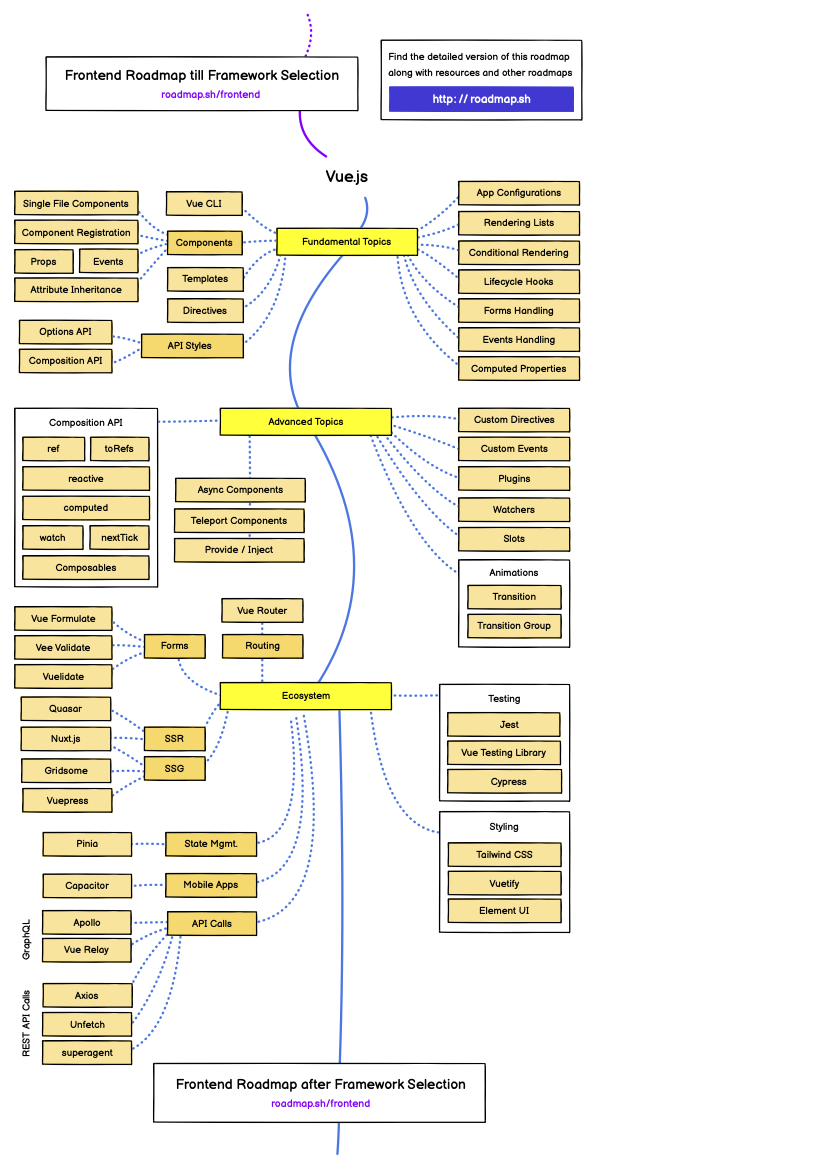 Frontend Roadmap till Framework Selection
roadmap.sh/frontend
Find the detailed version of this roadmap
along with resources and other roadmaps
http: // roadmap.sh
Vue.js
Fundamental Topics
Single File Components
Component Registration
Props
Events
Attribute Inheritance
Vue CLI
Components
Templates
Directives
API Styles
Options API
Composition API
App Configurations
Rendering Lists
Conditional Rendering
Lifecycle Hooks
Forms Handling
Events Handling
Computed Properties
Advanced Topics
Composition API
ref
toRefs
reactive
computed
watch
nextTick
Composables
Async Components
Teleport Components
Provide / Inject
Custom Directives
Custom Events
Plugins
Watchers
Slots
Animations
Transition
Transition Group
Ecosystem
Vue Router
Routing
Forms
Vue Formulate
Vee Validate
Vuelidate
SSR
SSG
Quasar
Nuxt.js
Gridsome
Vuepress
Testing
Jest
Vue Testing Library
Cypress
Styling
Tailwind CSS
Vuetify
Element UI
Pinia
State Mgmt.
Capacitor
Mobile Apps
API Calls
GraphQL
Apollo
Vue Relay
REST API Calls
Axios
Unfetch
superagent
Frontend Roadmap after Framework Selection
roadmap.sh/frontend